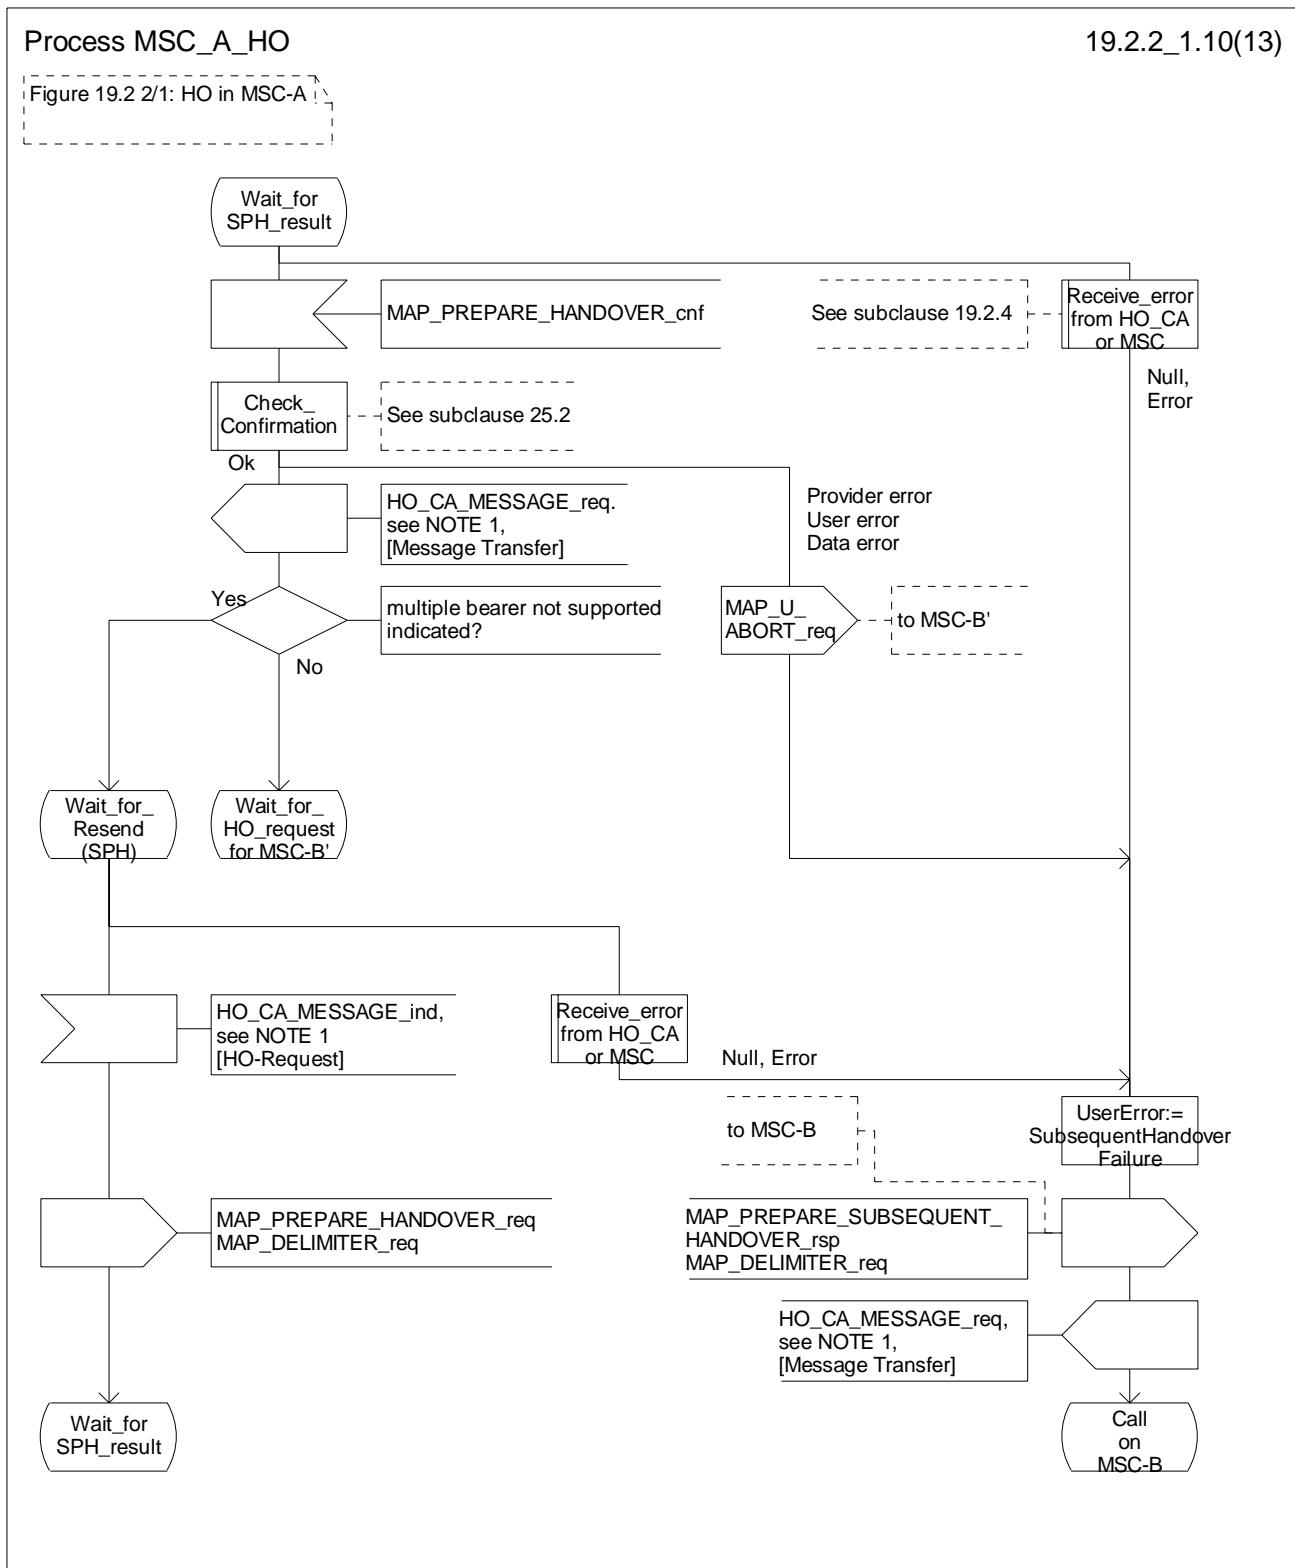 Process MSC_A_HO
19.2.2_1.10(13)
Figure 19.2 2/1: HO in MSC-A
Wait_for
SPH_result
MAP_PREPARE_HANDOVER_cnf
See subclause 19.2.4
Receive_error
from HO_CA
or MSC
Null,
Error
Check_
Confirmation
See subclause 25.2
Ok
HO_CA_MESSAGE_req.
see NOTE 1,
[Message Transfer]
Provider error
User error
Data error
Yes
multiple bearer not supported
indicated?
No
MAP_U_
ABORT_req
to MSC-B'
Wait_for_
Resend
(SPH)
Wait_for_
HO_request
for MSC-B'
HO_CA_MESSAGE_ind,
see NOTE 1
[HO-Request]
Receive_error
from HO_CA
or MSC
Null, Error
to MSC-B
UserError:=
SubsequentHandover
Failure
MAP_PREPARE_HANDOVER_req
MAP_DELIMITER_req
MAP_PREPARE_SUBSEQUENT_
HANDOVER_rsp
MAP_DELIMITER_req
HO_CA_MESSAGE_req,
see NOTE 1,
[Message Transfer]
Wait_for
SPH_result
Call
on
MSC-B